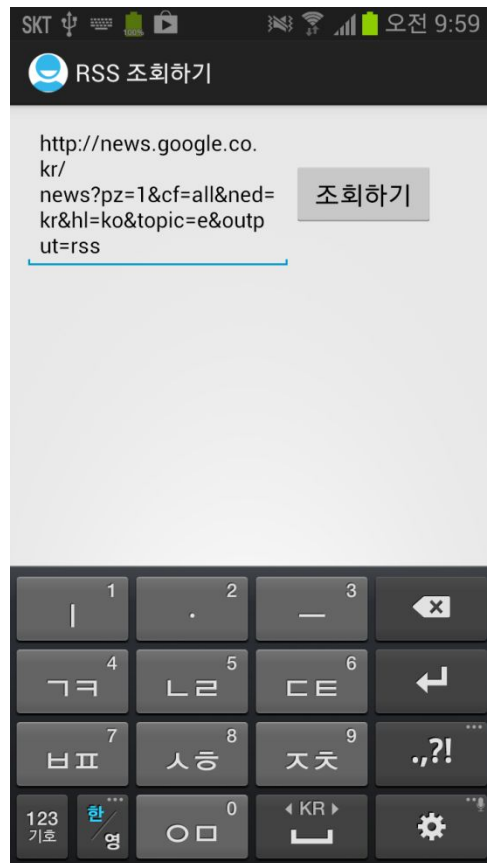 SKT 100% 오전 9:59
RSS 조회하기
http://news.google.co.
kr/
news?pz=1&cf=all&ned=
kr&hl=ko&topic=e&outp
ut=rss
조회하기
ㅣ 1
· 2
ㅡ 3
ㄱㅋ 4
ㄴㄹ 5
ㄷㅌ 6
ㅂㅍ 7
ㅅㅎ 8
ㅈㅊ 9
.,?!
123
기호
한/영
ㅇㅁ 0
KR